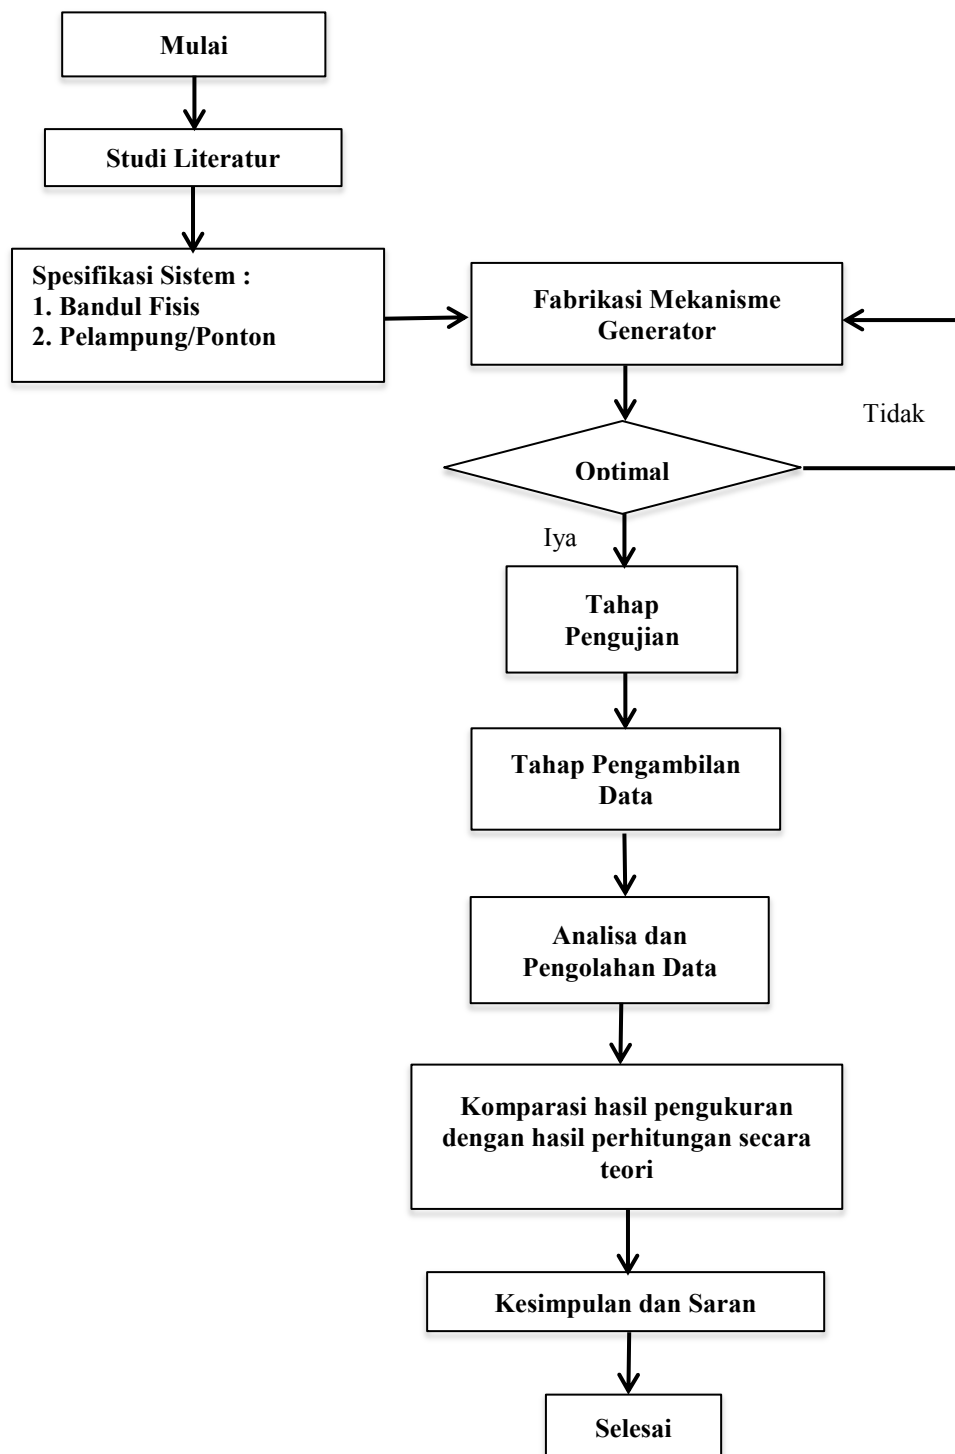 Mulai
Studi Literatur
Spesifikasi Sistem :
1. Bandul Fisis
2. Pelampung/Ponton
Fabrikasi Mekanisme
Generator
Tidak
Optimal
Iya
Tahap
Pengujian
Tahap Pengambilan
Data
Analisa dan
Pengolahan Data
Komparasi hasil pengukuran
dengan hasil perhitungan secara
teori
Kesimpulan dan Saran
Selesai